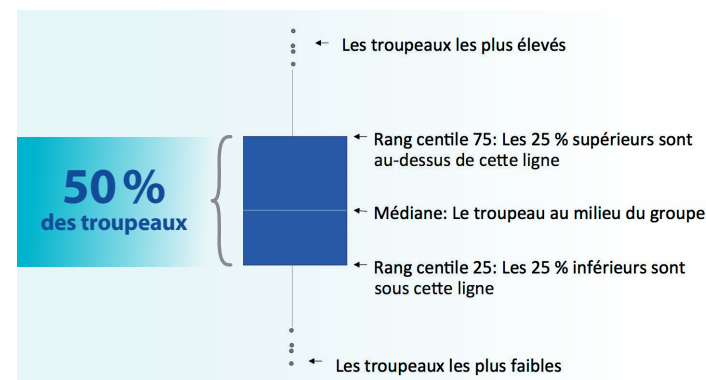 Les troupeaux les plus élevés
Rang centile 75: Les 25 % supérieurs sont
au-dessus de cette ligne
50 %
des troupeaux
Médiane: Le troupeau au milieu du groupe
Rang centile 25: Les 25 % inférieurs sont
sous cette ligne
Les troupeaux les plus faibles